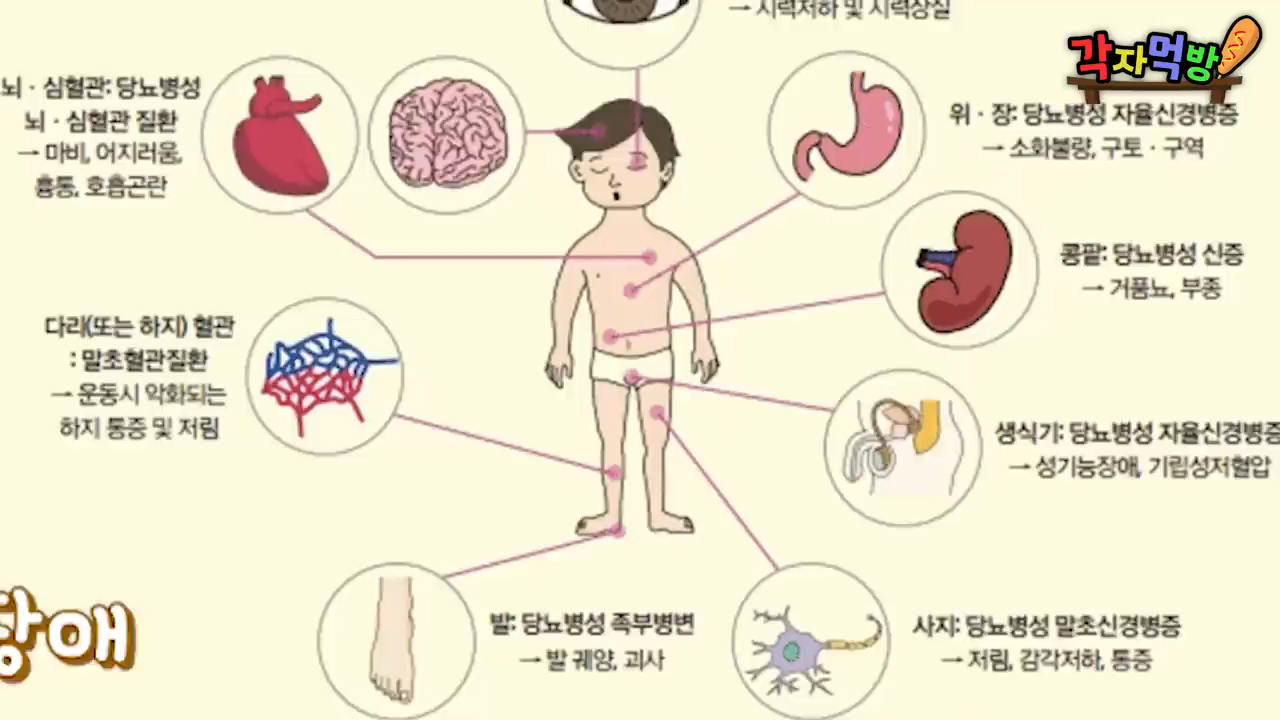 → 시력저하 및 시력상실
각자먹방
뇌 · 심혈관: 당뇨병성
뇌 · 심혈관 질환
→ 마비, 어지러움,
흉통, 호흡곤란
위 · 장: 당뇨병성 자율신경병증
→ 소화불량, 구토 · 구역
콩팥: 당뇨병성 신증
→ 거품뇨, 부종
다리(또는 하지) 혈관
: 말초혈관질환
→ 운동시 악화되는
하지 통증 및 저림
생식기: 당뇨병성 자율신경병증
→ 성기능장애, 기립성저혈압
발: 당뇨병성 족부병변
→ 발 궤양, 괴사
사지: 당뇨병성 말초신경병증
→ 저림, 감각저하, 통증